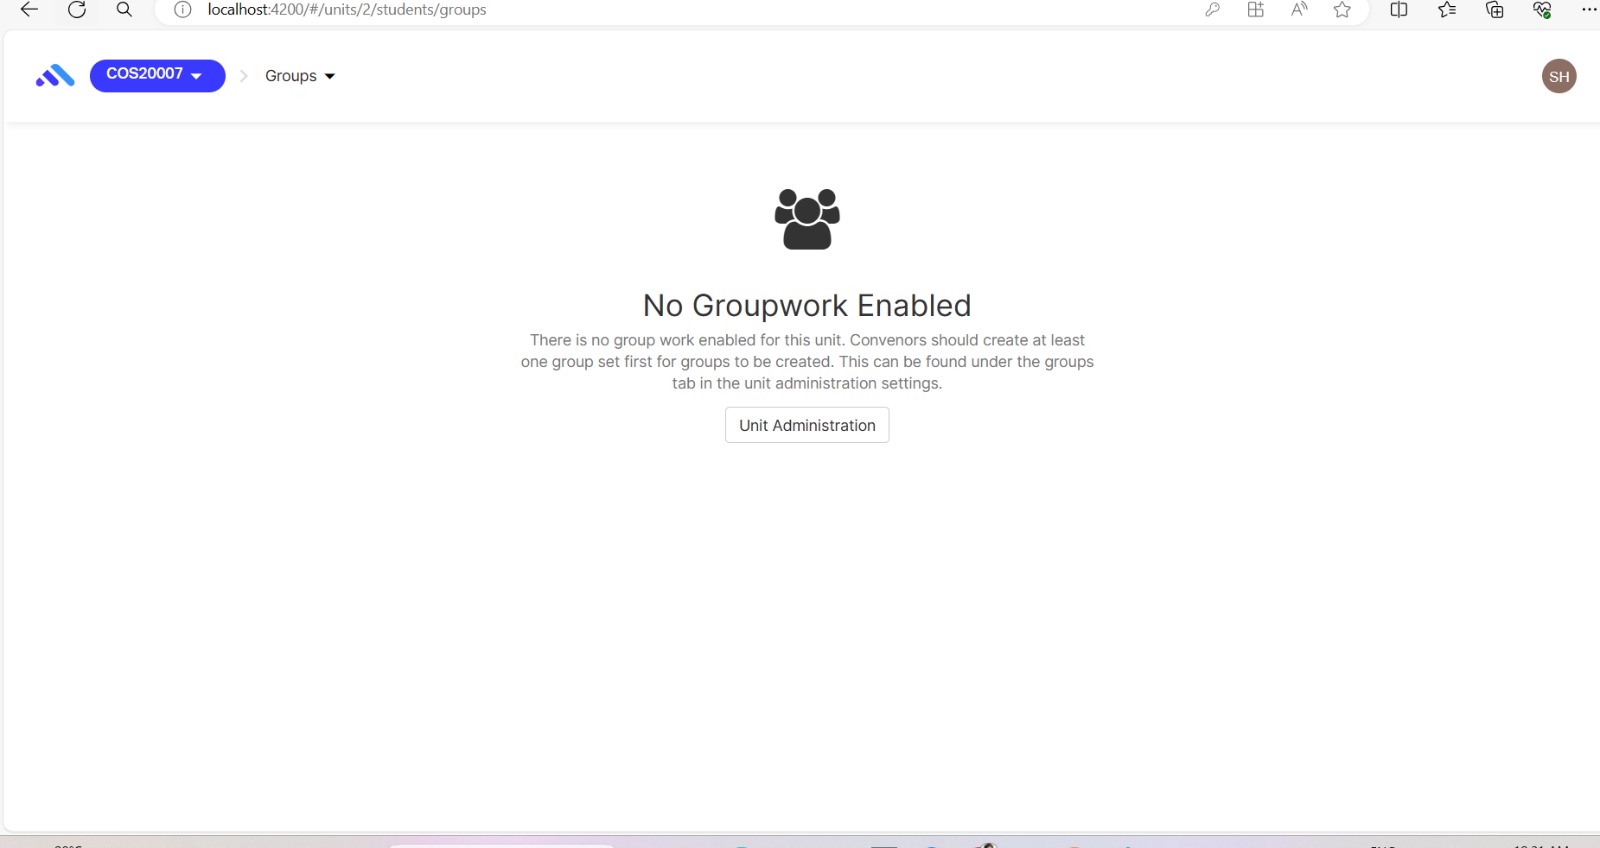 localhost:4200/#/units/2/students/groups
COS20007
Groups
SH
No Groupwork Enabled
There is no group work enabled for this unit. Convenors should create at least
one group set first for groups to be created. This can be found under the groups
tab in the unit administration settings.
Unit Administration